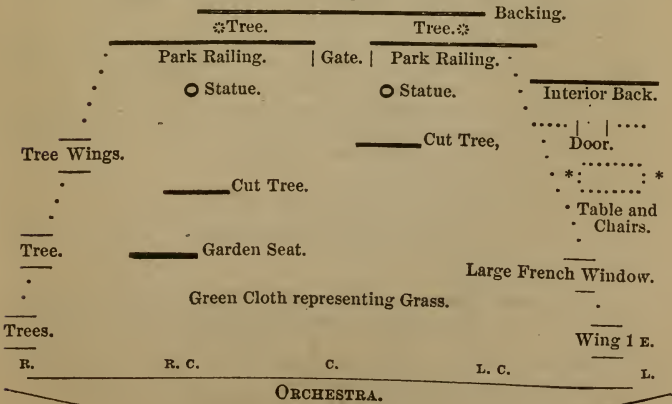 Backing.
Tree. Tree.
Park Railing. | Gate. | Park Railing.
Statue. Statue. Interior Back.
Cut Tree, Door.
Tree Wings.
* *
Cut Tree.
Table and
Chairs.
Tree. Garden Seat.
Large French Window.
Green Cloth representing Grass.
Trees. Wing 1 E.
R. R. C. C. L. C. L.
ORCHESTRA.